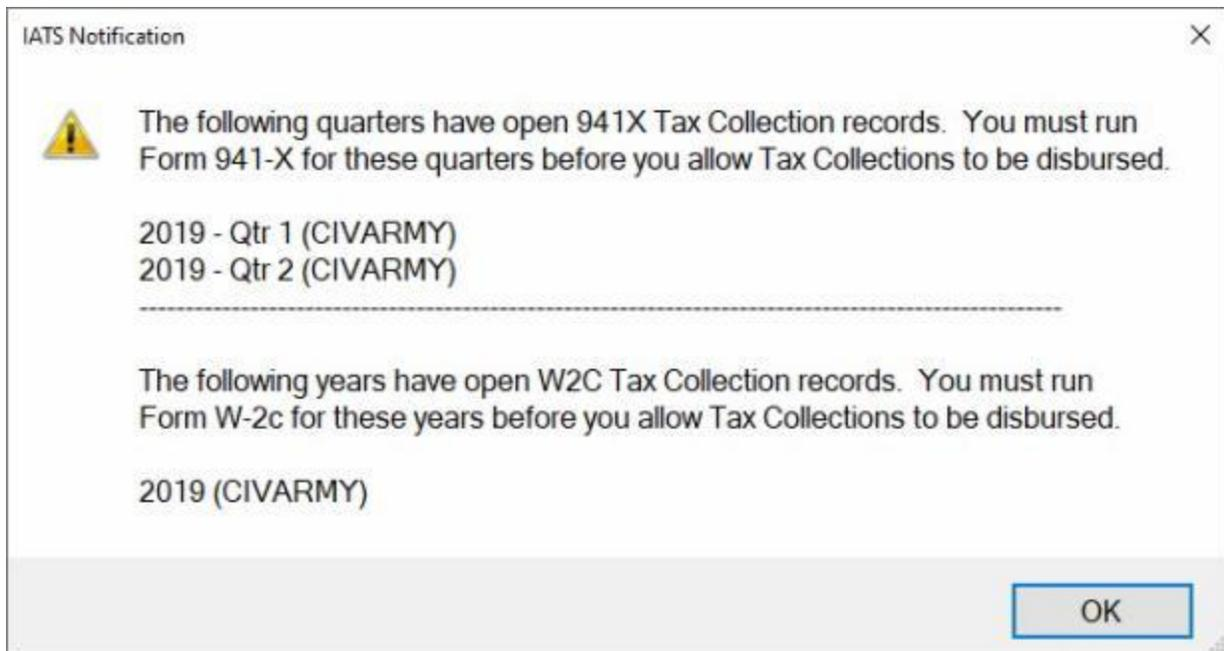 IATS Notification
The following quarters have open 941X Tax Collection records.  You must run
Form 941-X for these quarters before you allow Tax Collections to be disbursed.
2019 - Qtr 1 (CIVARMY)
2019 - Qtr 2 (CIVARMY)
--------------------------------------------------------------------------------------------------
The following years have open W2C Tax Collection records.  You must run
Form W-2c for these years before you allow Tax Collections to be disbursed.
2019 (CIVARMY)
OK